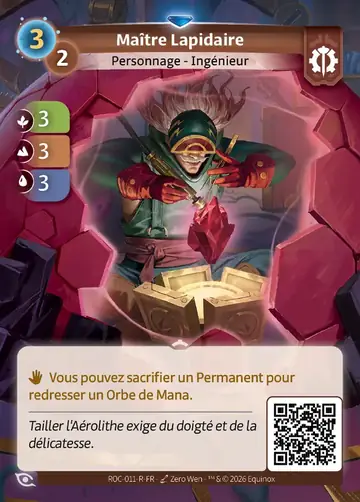 3
2
Maître Lapidaire
Personnage - Ingénieur
3
3
3
Vous pouvez sacrifier un Permanent pour
redresser un Orbe de Mana.
Tailler l'Aérolithe exige du doigté et de la
délicatesse.
ROC-011-R-FR - Zero Wen - ™ & © 2026 Equinox